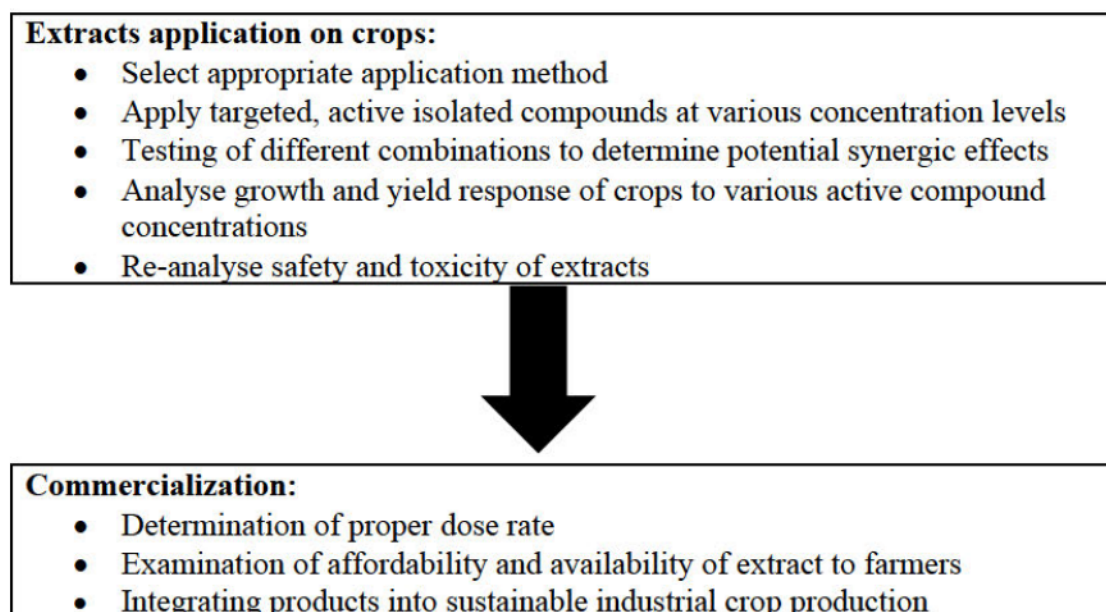 Extracts application on crops:
● Select appropriate application method
● Apply targeted, active isolated compounds at various concentration levels
● Testing of different combinations to determine potential synergic effects
● Analyse growth and yield response of crops to various active compound
concentrations
● Re-analyse safety and toxicity of extracts
Commercialization:
● Determination of proper dose rate
● Examination of affordability and availability of extract to farmers
● Integrating products into sustainable industrial crop production